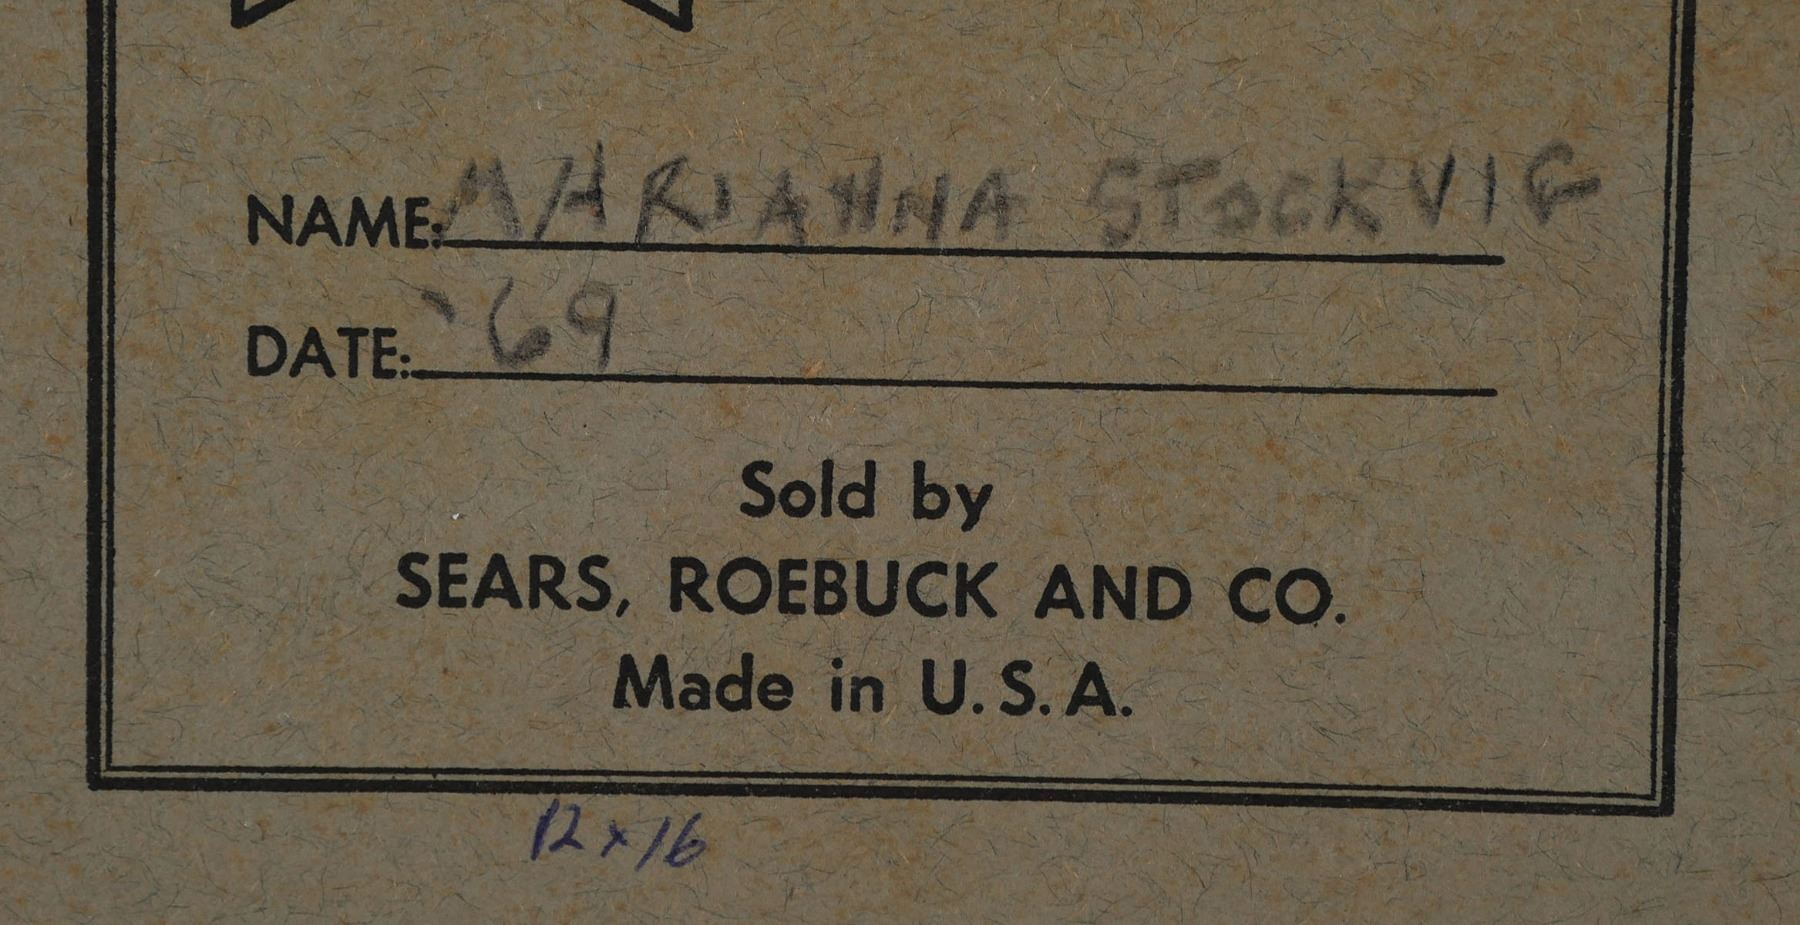 NAME: MARIANNA STOCKVIG
DATE: '69
Sold by
SEARS, ROEBUCK AND CO.
Made in U.S.A.
12 x 16